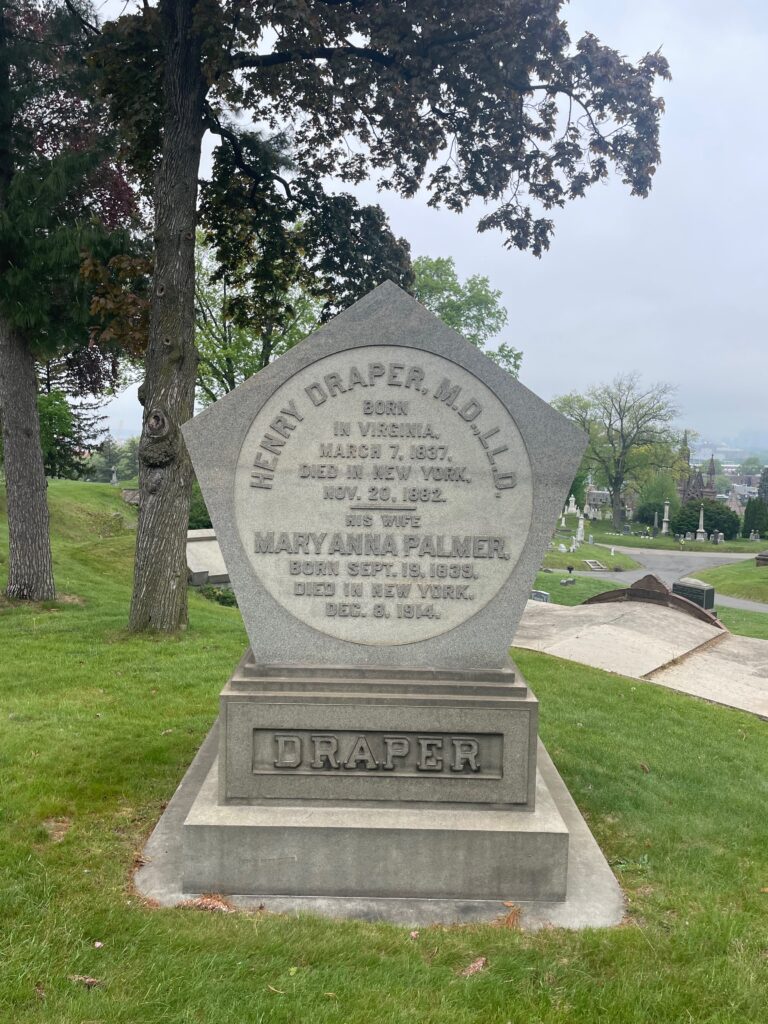 HENRY DRAPER, M.D., LL.D.
BORN
IN VIRGINIA,
MARCH 7, 1837,
DIED IN NEW YORK,
NOV. 20, 1882.
HIS WIFE
MARY ANNA PALMER,
BORN SEPT. 19, 1839,
DIED IN NEW YORK,
DEC. 8, 1914.
DRAPER